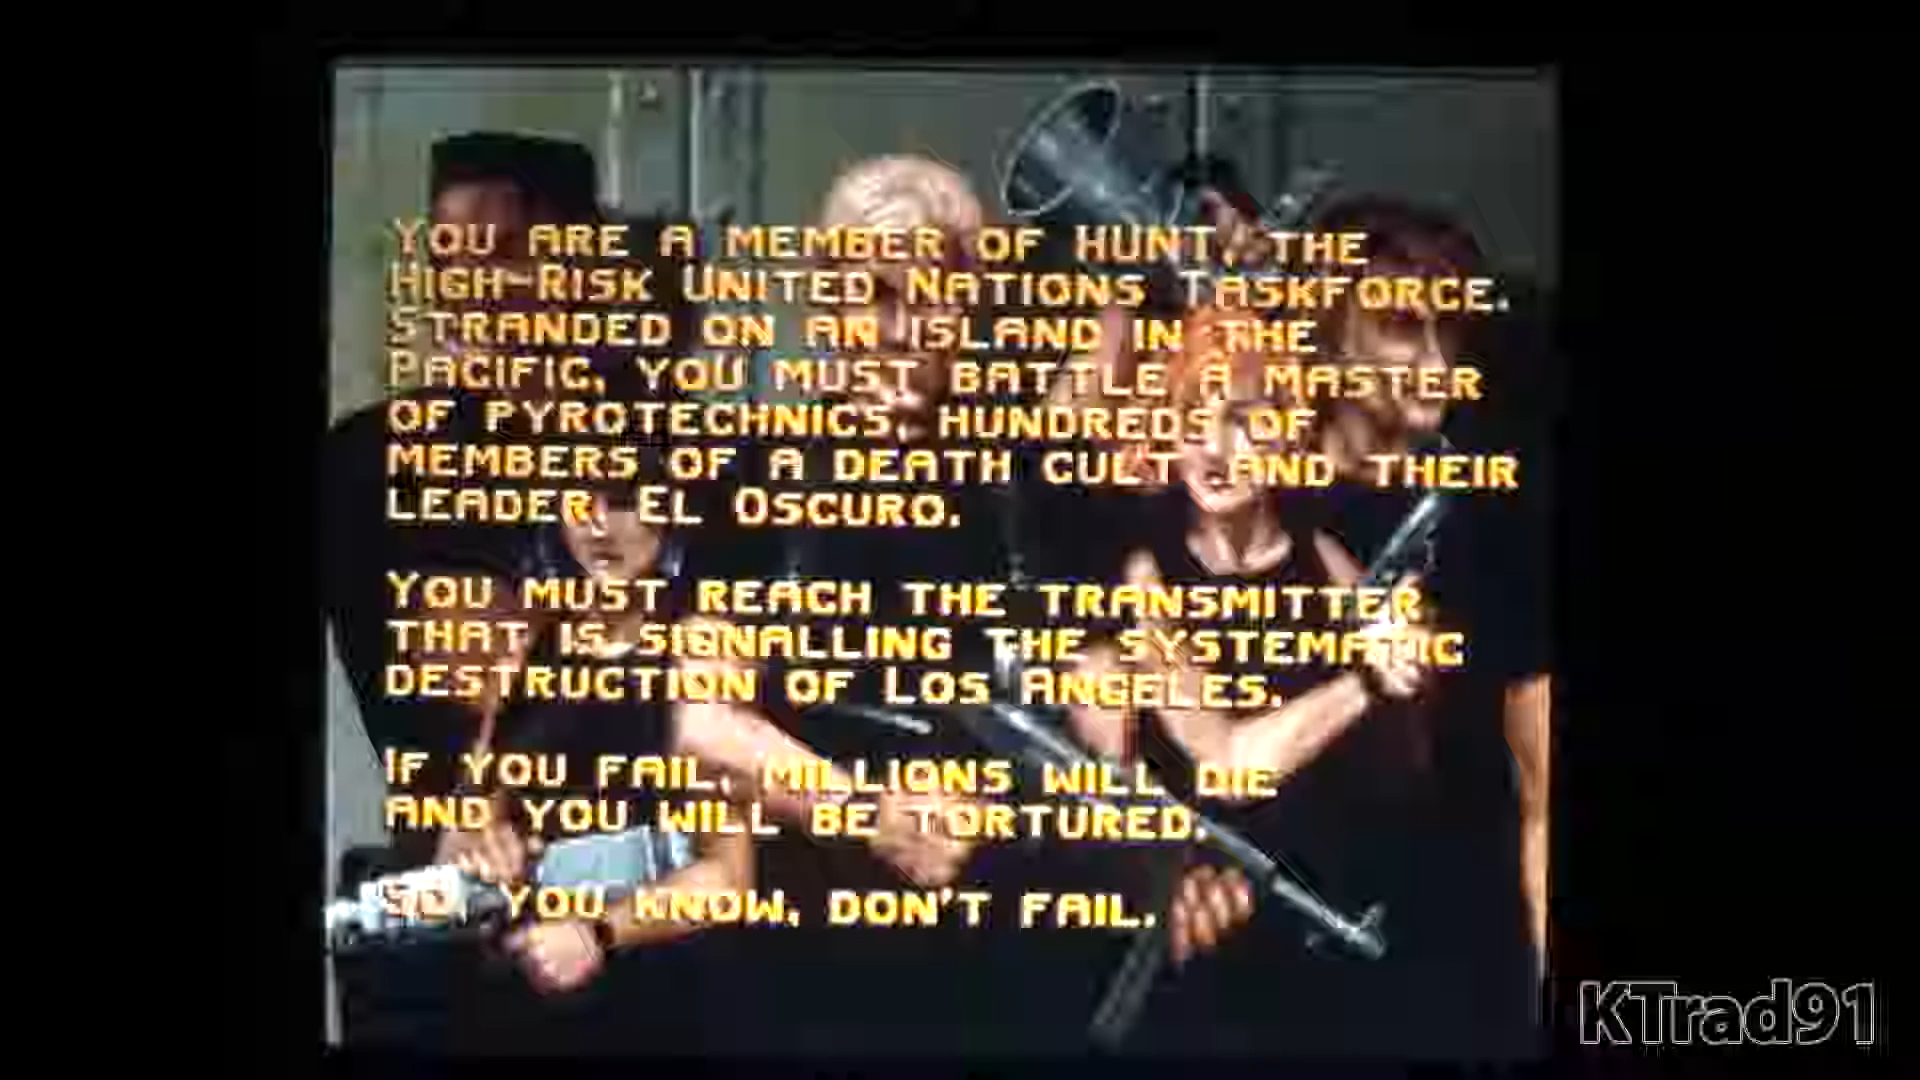 You are a member of HUNT, the
High-Risk United Nations Taskforce.
Stranded on an island in the
Pacific, you must battle a master
of pyrotechnics, hundreds of
members of a death cult and their
leader, El Oscuro.
You must reach the transmitter
that is signalling the systematic
destruction of Los Angeles.
If you fail, millions will die
and you will be tortured.
So, you know, don't fail.
KTrad91